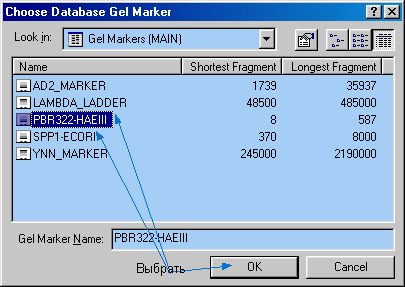 Choose Database Gel Marker
Look in: Gel Markers (MAIN)
Name Shortest Fragment Longest Fragment
AD2_MARKER 1739 35937
LAMBDA_LADDER 48500 485000
PBR322-HAEIII 8 587
SPP1-ECORI 370 8000
YNN_MARKER 245000 2190000
Gel Marker Name: PBR322-HAEIII
Выбрать OK Cancel